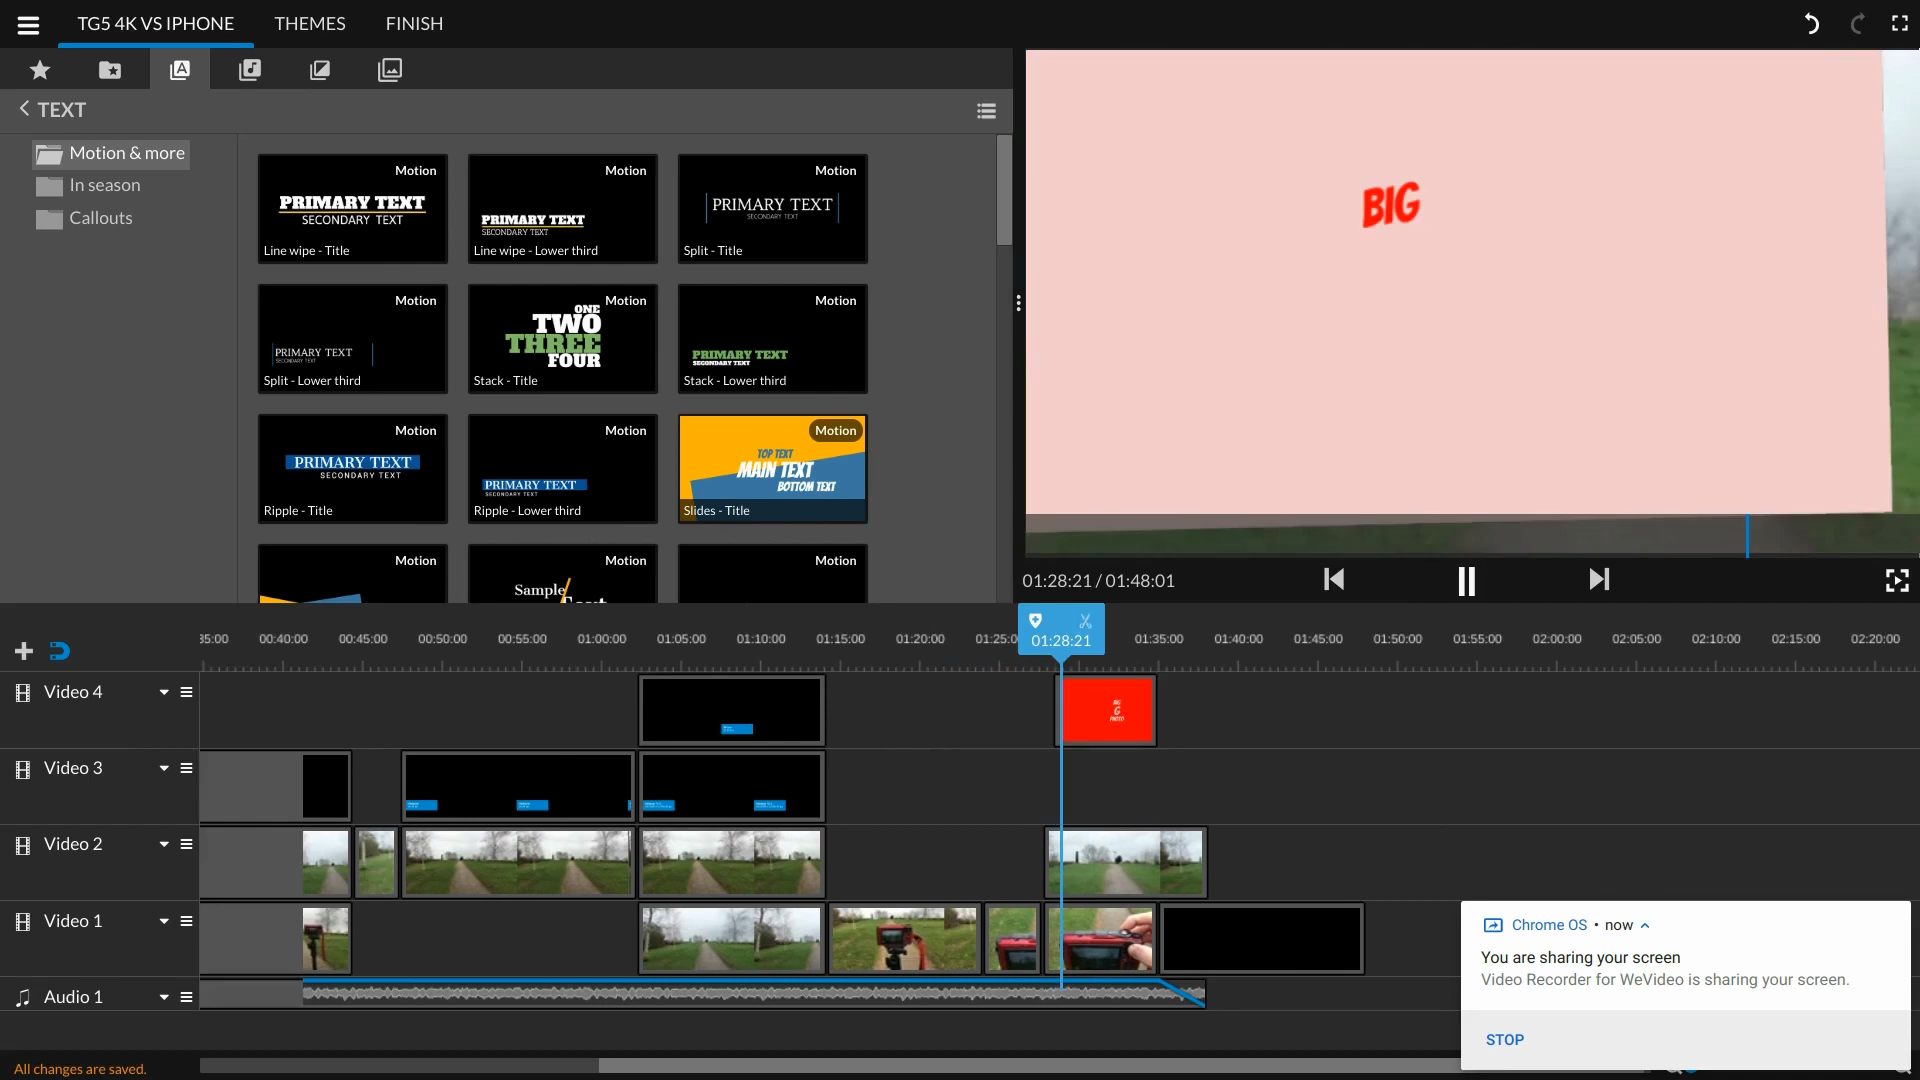 TG5 4K VS IPHONE THEMES FINISH
TEXT
Motion & more
In season
Callouts
Motion
PRIMARY TEXT
SECONDARY TEXT
Line wipe - Title
Motion
PRIMARY TEXT
SECONDARY TEXT
Line wipe - Lower third
Motion
PRIMARY TEXT
SECONDARY TEXT
Split - Title
Motion
PRIMARY TEXT
SECONDARY TEXT
Split - Lower third
Motion
ONE
TWO
THREE
FOUR
Stack - Title
Motion
PRIMARY TEXT
SECONDARY TEXT
Stack - Lower third
Motion
PRIMARY TEXT
SECONDARY TEXT
Ripple - Title
Motion
PRIMARY TEXT
SECONDARY TEXT
Ripple - Lower third
Motion
TOP TEXT
MAIN TEXT
BOTTOM TEXT
Slides - Title
Motion
Motion
Sample
Motion
BIG
01:28:21 / 01:48:01
00:40:00 00:45:00 00:50:00 00:55:00 01:00:00 01:05:00 01:10:00 01:15:00 01:20:00 01:28:21 01:35:00 01:40:00 01:45:00 01:50:00 01:55:00 02:00:00 02:05:00 02:10:00 02:15:00 02:20:00
Video 4
BIG
G
PHOTO
Video 3
Video 2
Video 1
Audio 1
Chrome OS • now
You are sharing your screen
Video Recorder for WeVideo is sharing your screen.
STOP
All changes are saved.